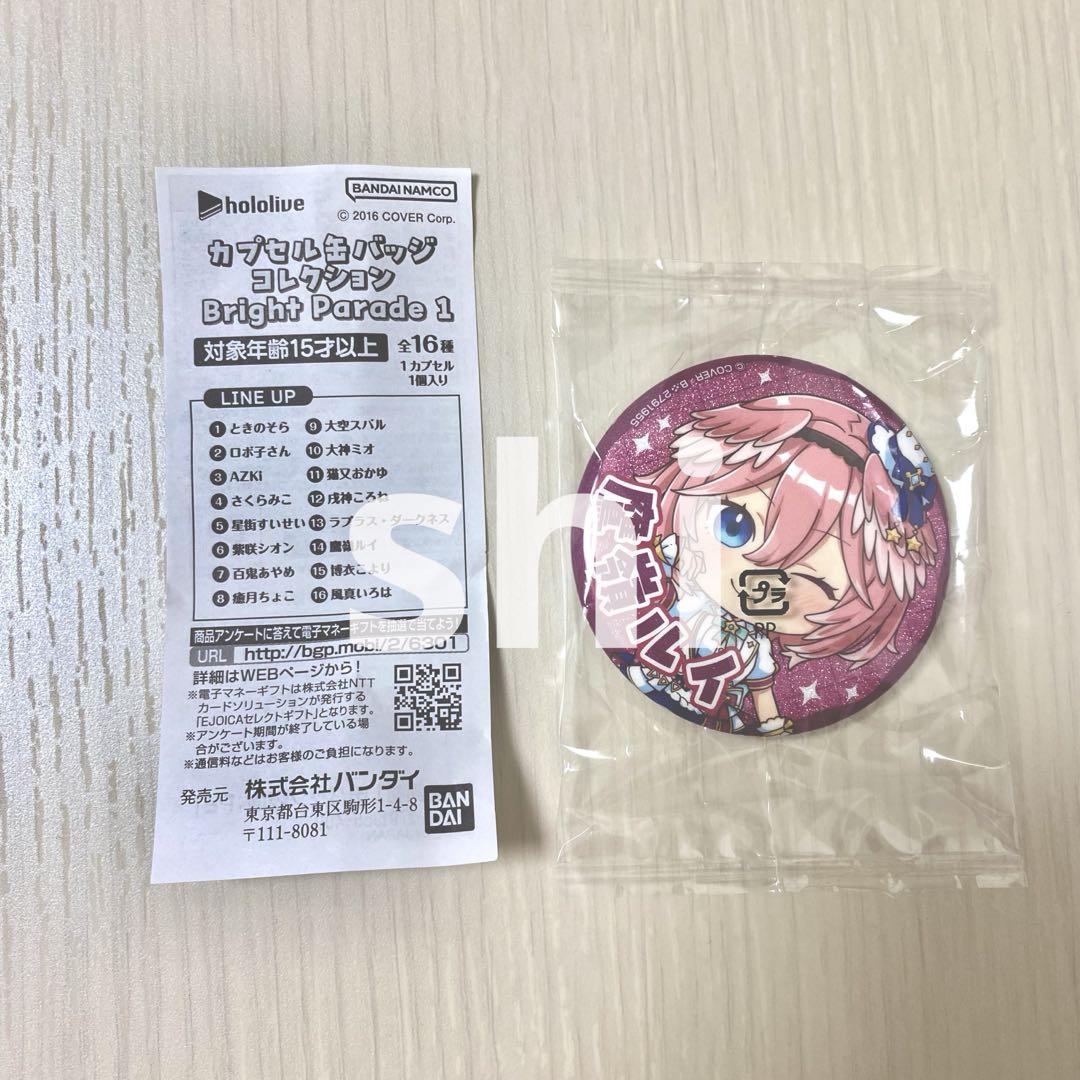 hololive
BANDAI NAMCO
© 2016 COVER Corp.
カプセル缶バッジ
コレクション
Bright Parade 1
対象年齢15才以上
全16種
1カプセル
1個入り
LINE UP
1 ときのそら
2 ロボ子さん
3 AZKi
4 さくらみこ
5 星街すいせい
6 紫咲シオン
7 百鬼あやめ
8 癒月ちょこ
9 大空スバル
10 大神ミオ
11 猫又おかゆ
12 戌神ころね
13 ラプラス・ダークネス
14 鷹嶺ルイ
15 博衣こより
16 風真いろは
商品アンケートに答えて電子マネーギフトを抽選で当てよう!
URL http://bgp.mobi/2/6301
詳細はWEBページから!
※電子マネーギフトは株式会社NTT
カードソリューションが発行する
「EJOICAセレクトギフト」となります。
※アンケート期間が終了している場
合がございます。
※通信料などはお客様のご負担になります。
発売元 株式会社バンダイ
東京都台東区駒形1-4-8
〒111-8081
BAN
DAI
© COVER / B☆2791955
鷹嶺ルイ
プラ
PP
shi